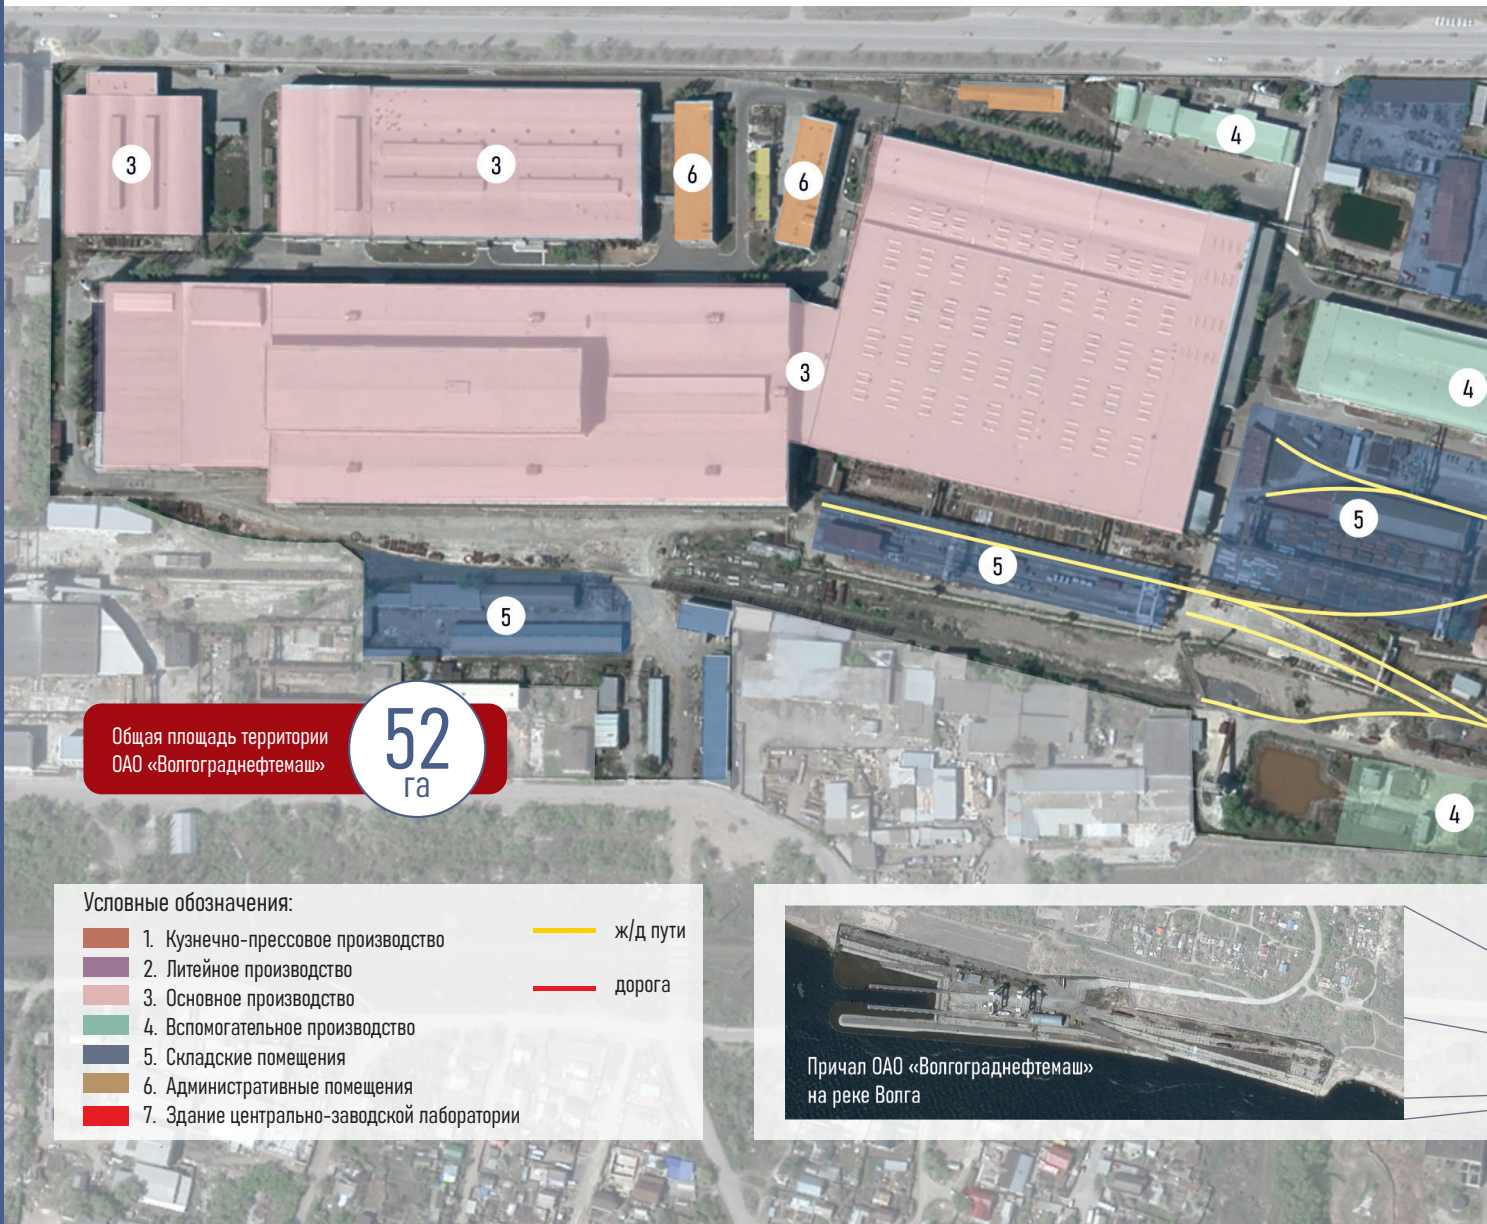 3
3
6
6
4
3
4
5
5
5
4
Общая площадь территории
ОАО «Волгограднефтемаш»
52
га
Условные обозначения:
1. Кузнечно-прессовое производство
2. Литейное производство
3. Основное производство
4. Вспомогательное производство
5. Складские помещения
6. Административные помещения
7. Здание центрально-заводской лаборатории
ж/д пути
дорога
Причал ОАО «Волгограднефтемаш»
на реке Волга